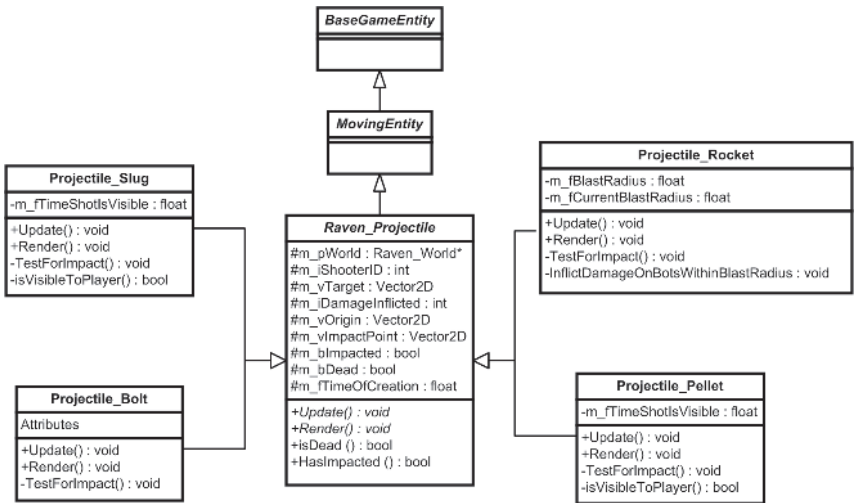 BaseGameEntity
MovingEntity
Projectile_Slug
-m_fTimeShotIsVisible : float
+Update() : void
+Render() : void
-TestForImpact() : void
-isVisibleToPlayer() : bool
Projectile_Bolt
Attributes
+Update() : void
+Render() : void
-TestForImpact() : void
Raven_Projectile
#m_pWorld : Raven_World*
#m_iShooterID : int
#m_vTarget : Vector2D
#m_iDamageInflicted : int
#m_vOrigin : Vector2D
#m_vImpactPoint : Vector2D
#m_bImpacted : bool
#m_bDead : bool
#m_fTimeOfCreation : float
+Update() : void
+Render() : void
+isDead () : bool
+HasImpacted () : bool
Projectile_Rocket
-m_fBlastRadius : float
-m_fCurrentBlastRadius : float
+Update() : void
+Render() : void
-TestForImpact() : void
-InflictDamageOnBotsWithinBlastRadius : void
Projectile_Pellet
-m_fTimeShotIsVisible : float
+Update() : void
+Render() : void
-TestForImpact() : void
-isVisibleToPlayer() : bool